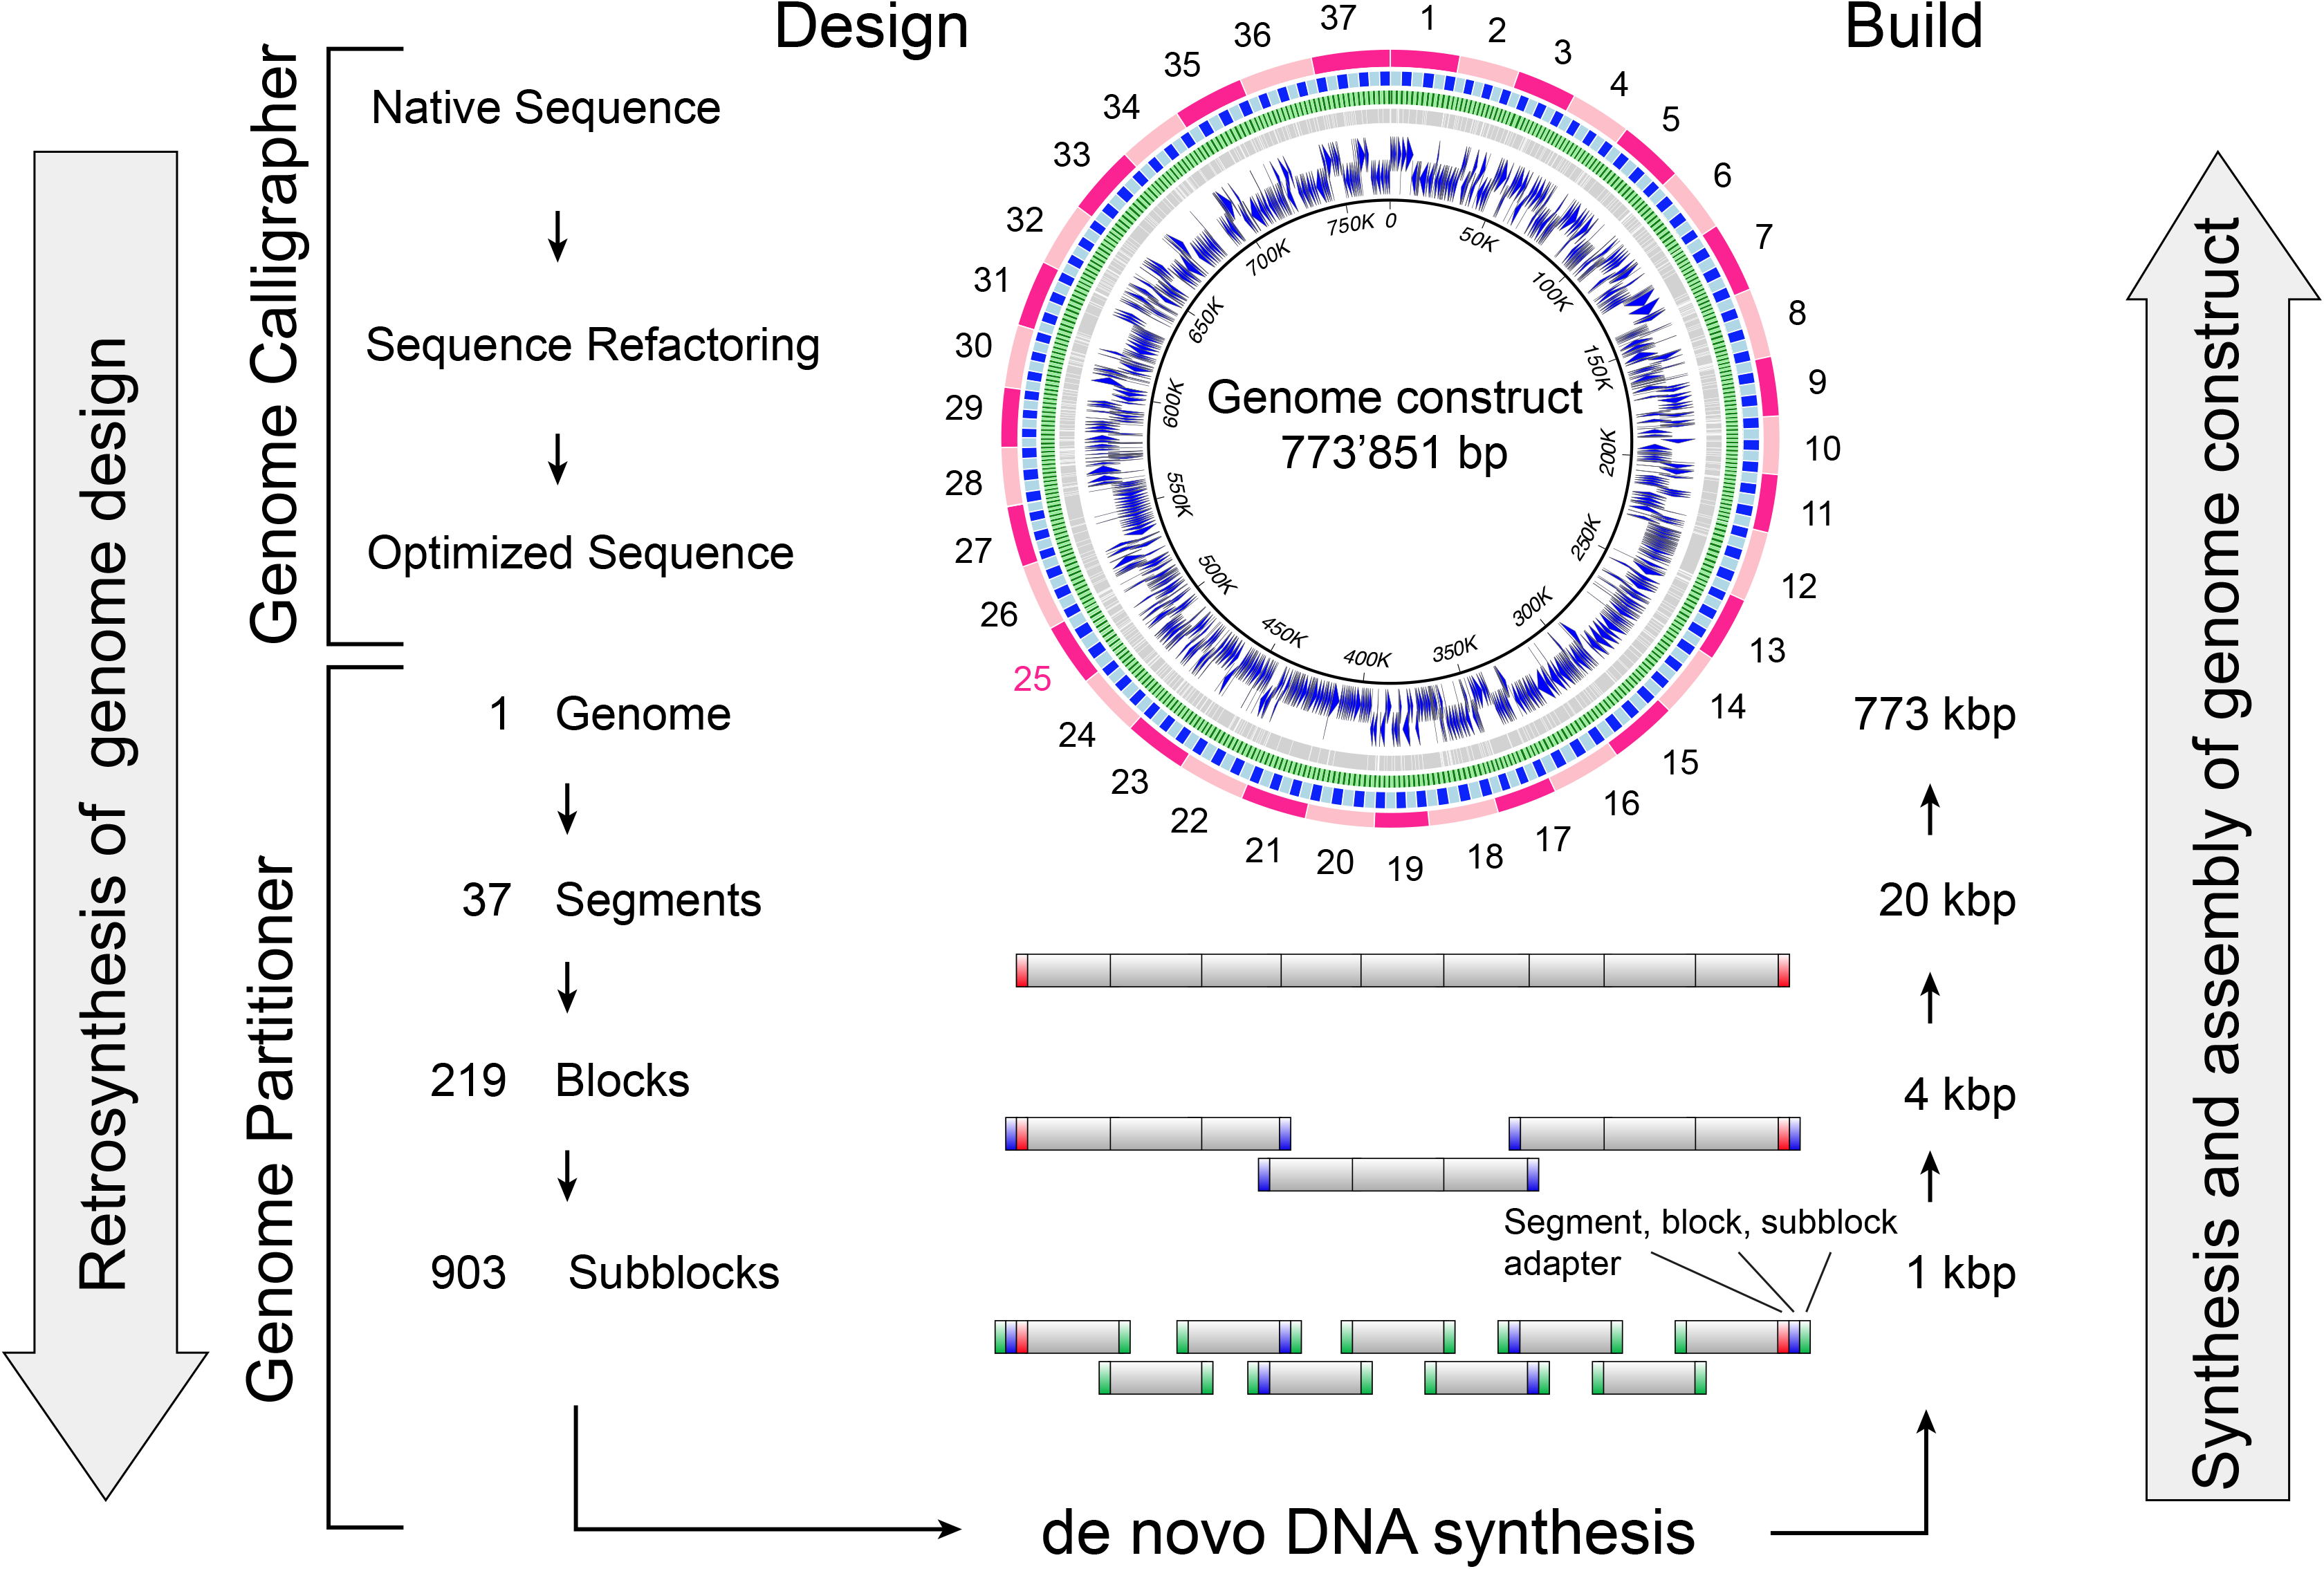 Design
Build
Retrosynthesis of genome design
Genome Calligrapher
Native Sequence
Sequence Refactoring
Optimized Sequence
Genome Partitioner
1 Genome
37 Segments
219 Blocks
903 Subblocks
1
2
3
4
5
6
7
8
9
10
11
12
13
14
15
16
17
18
19
20
21
22
23
24
25
26
27
28
29
30
31
32
33
34
35
36
37
0
50K
100K
150K
200K
250K
300K
350K
400K
450K
500K
550K
600K
650K
700K
750K
Genome construct
773’851 bp
773 kbp
20 kbp
4 kbp
1 kbp
Segment, block, subblock
adapter
de novo DNA synthesis
Synthesis and assembly of genome construct